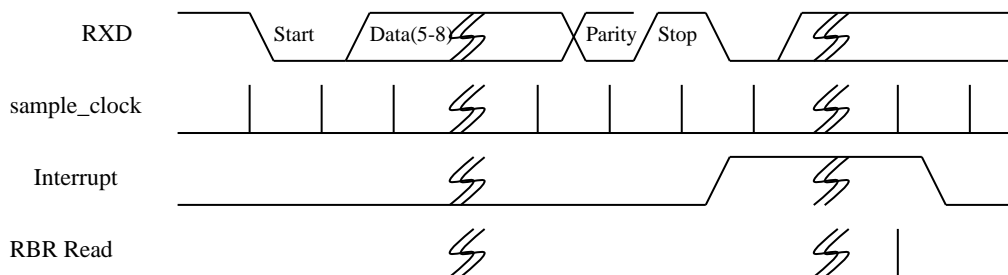 RXD Start Data(5-8) Parity Stop
sample_clock
Interrupt
RBR Read